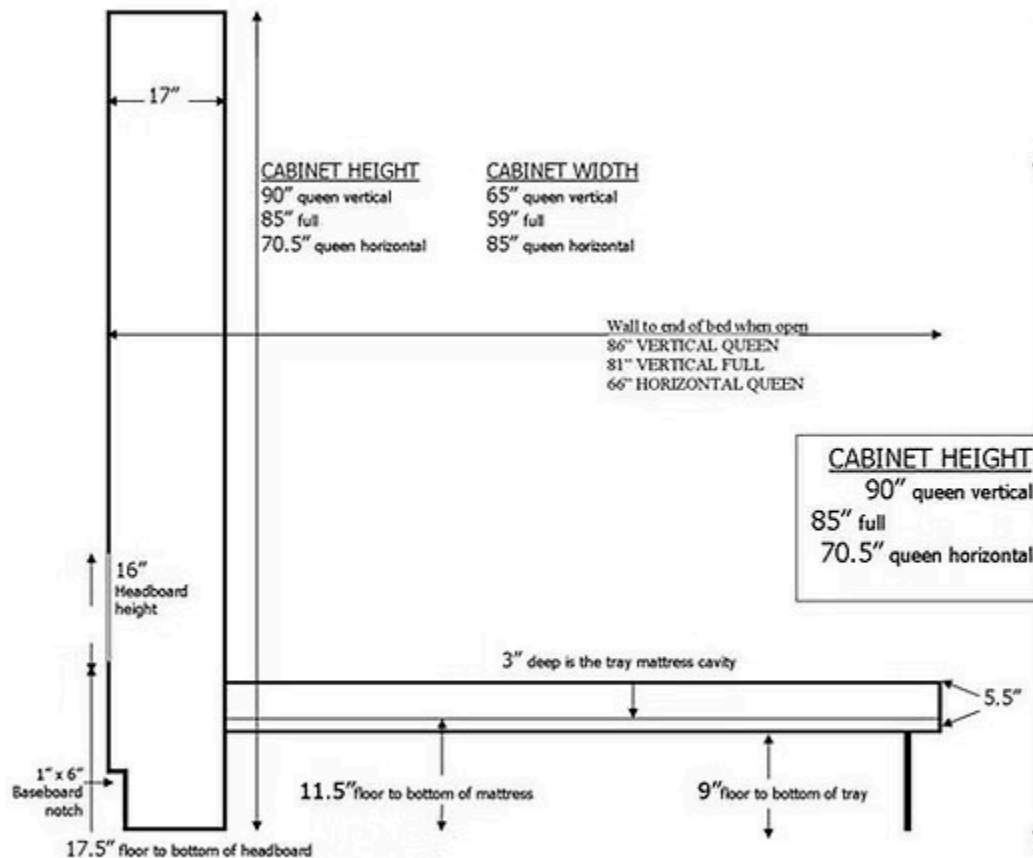 17"
CABINET HEIGHT
90" queen vertical
85" full
70.5" queen horizontal
CABINET WIDTH
65" queen vertical
59" full
85" queen horizontal
Wall to end of bed when open
86" VERTICAL QUEEN
81" VERTICAL FULL
66" HORIZONTAL QUEEN
CABINET HEIGHT
90" queen vertical
85" full
70.5" queen horizontal
16"
Headboard
height
3" deep is the tray mattress cavity
5.5"
1" x 6"
Baseboard
notch
11.5" floor to bottom of mattress
9" floor to bottom of tray
17.5" floor to bottom of headboard